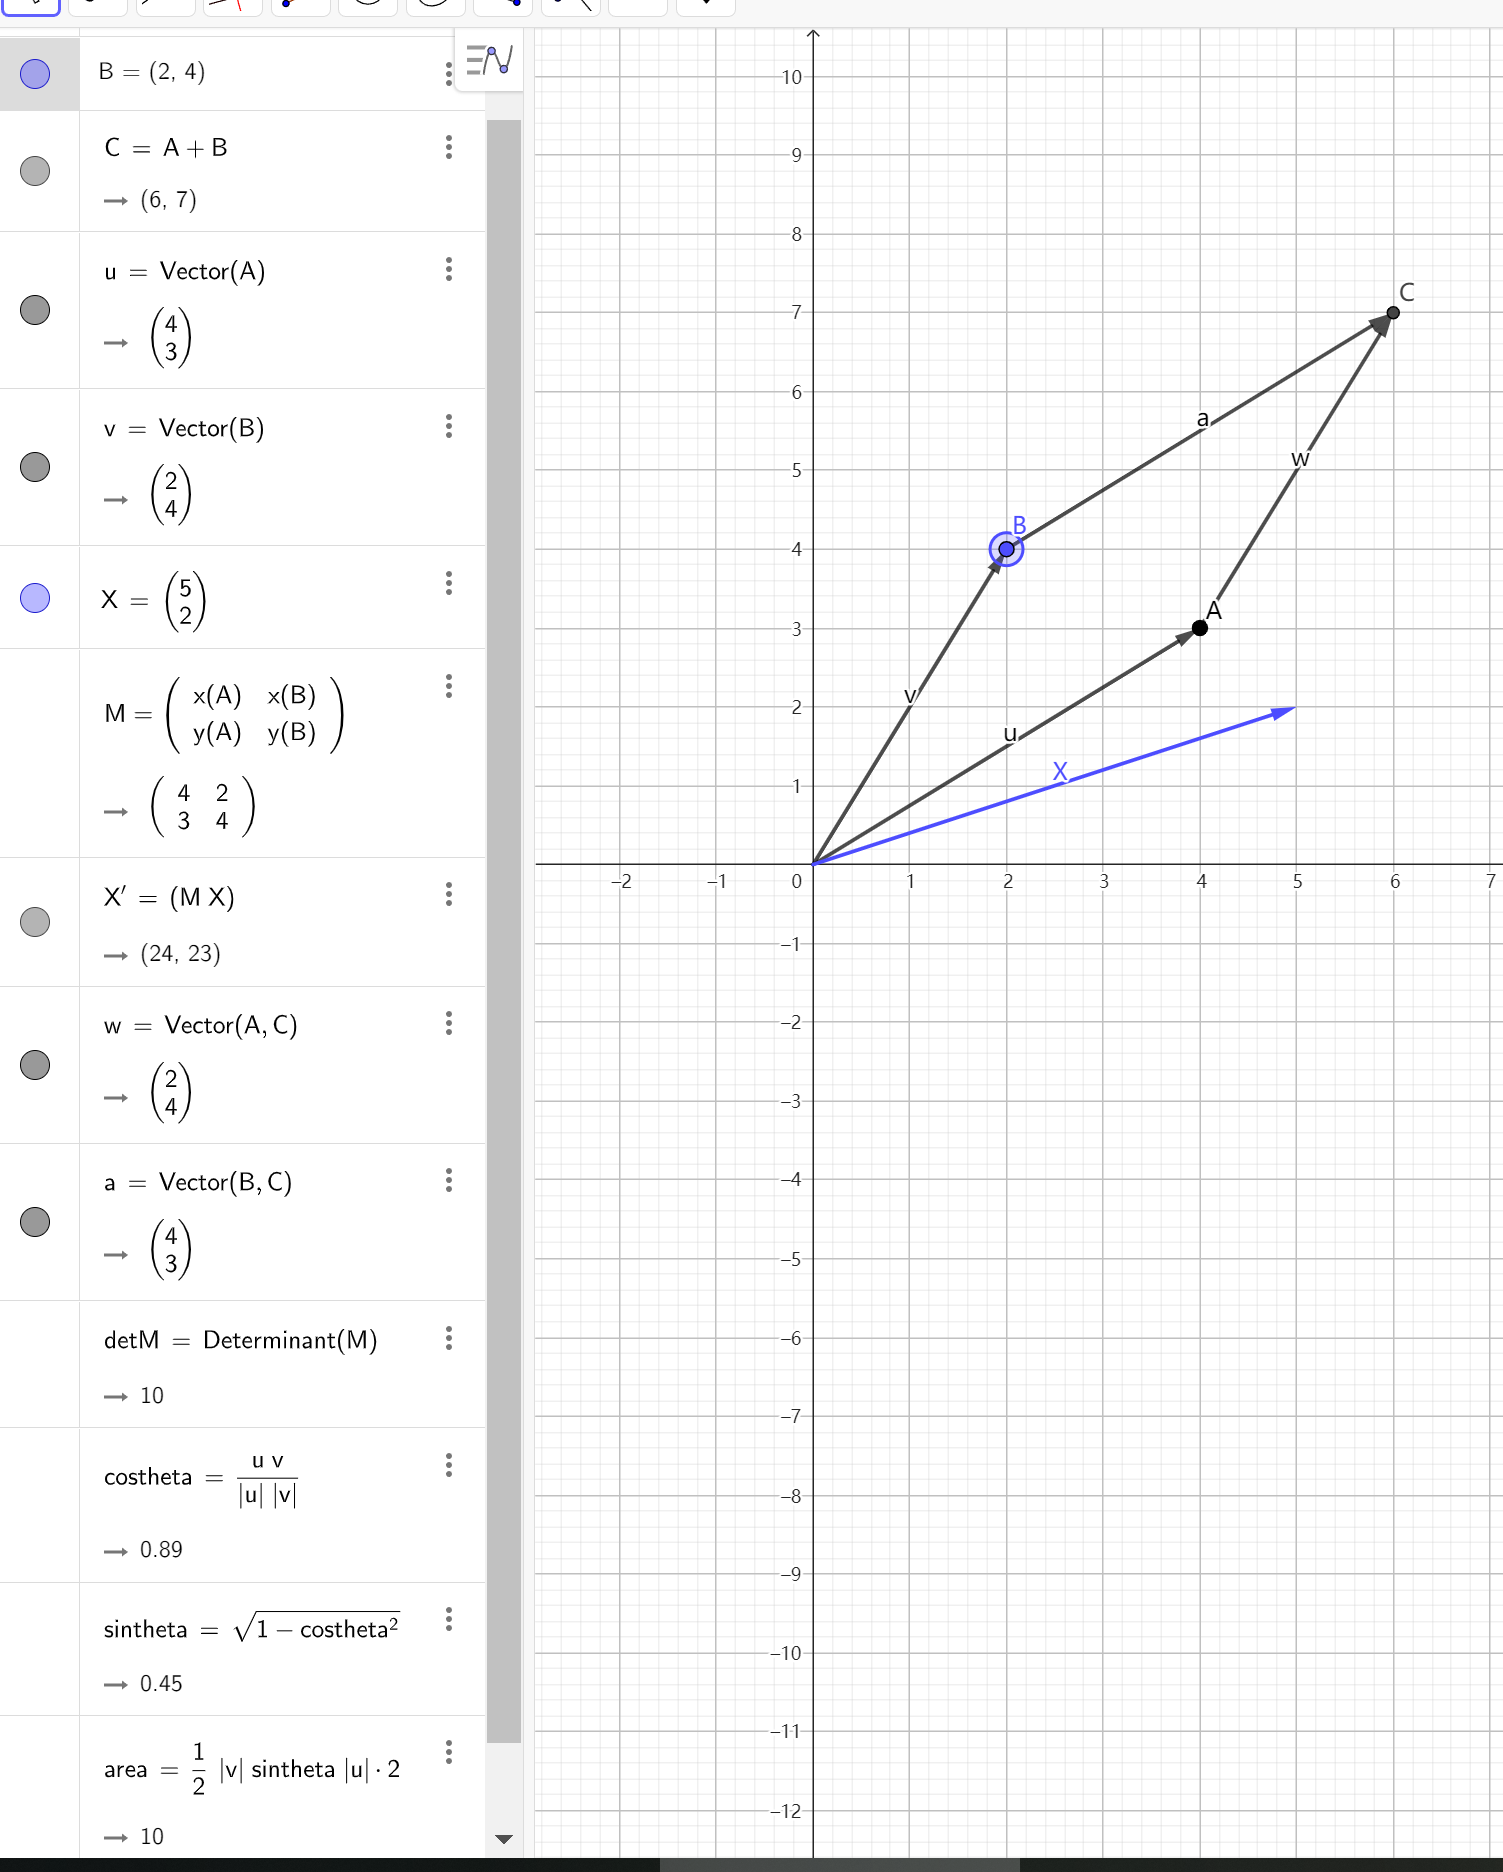 B = (2, 4)
C = A + B
→ (6, 7)
u = Vector(A)
→ (4
3)
v = Vector(B)
→ (2
4)
X = (5
2)
M = ( x(A) x(B)
y(A) y(B) )
→ ( 4 2
3 4 )
X′ = (M X)
→ (24, 23)
w = Vector(A, C)
→ (2
4)
a = Vector(B, C)
→ (4
3)
detM = Determinant(M)
→ 10
costheta = u v
|u| |v|
→ 0.89
sintheta = √1 − costheta²
→ 0.45
area = 1/2 |v| sintheta |u| · 2
→ 10
10
9
8
7
6
5
4
3
2
1
−2 −1 0 1 2 3 4 5 6 7
−1
−2
−3
−4
−5
−6
−7
−8
−9
−10
−11
−12
C
a
w
B
A
v
u
X